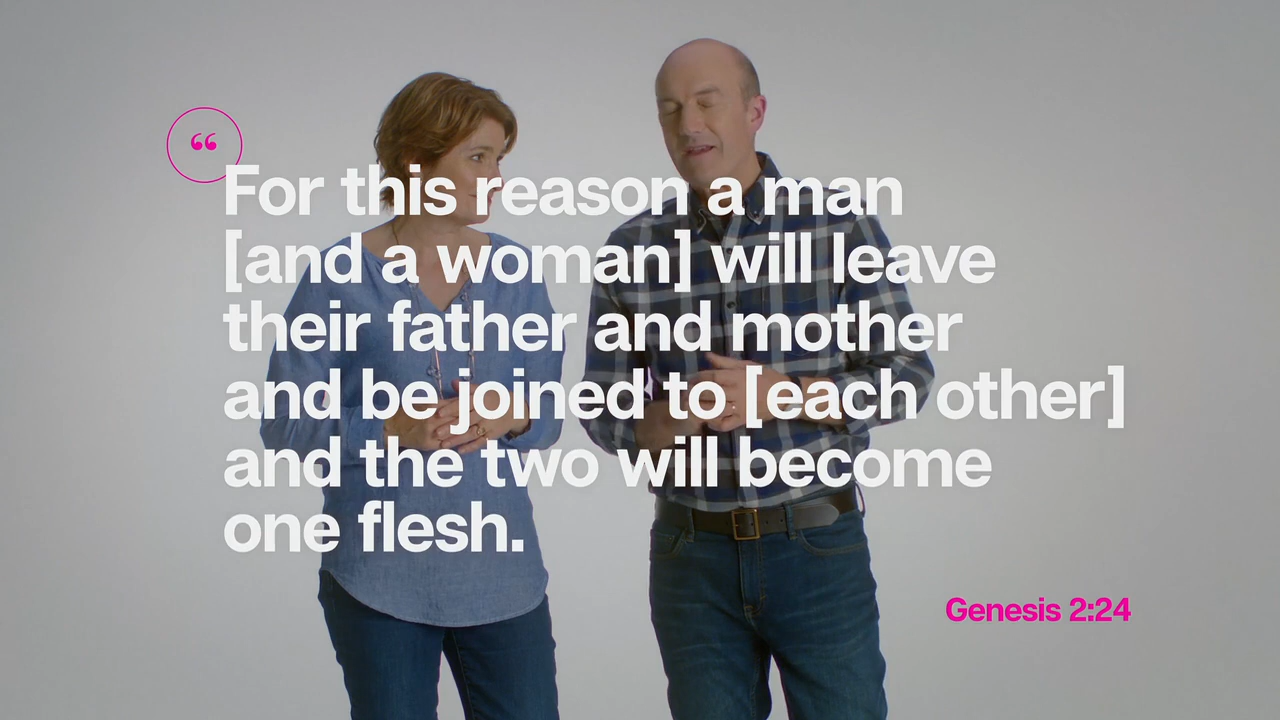 “
For this reason a man
[and a woman] will leave
their father and mother
and be joined to [each other]
and the two will become
one flesh.
Genesis 2:24